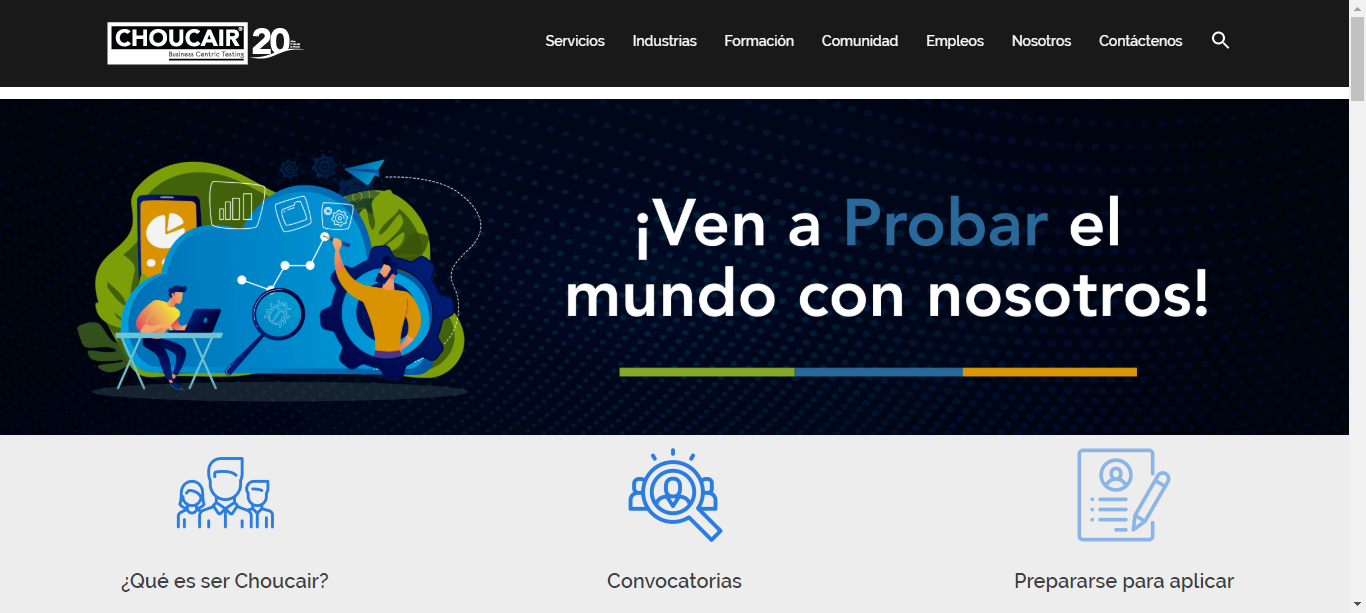 CHOUCAIR
Business Centric Testing
20
Servicios Industrias Formación Comunidad Empleos Nosotros Contáctenos
¡Ven a Probar el
mundo con nosotros!
¿Qué es ser Choucair?
Convocatorias
Prepararse para aplicar